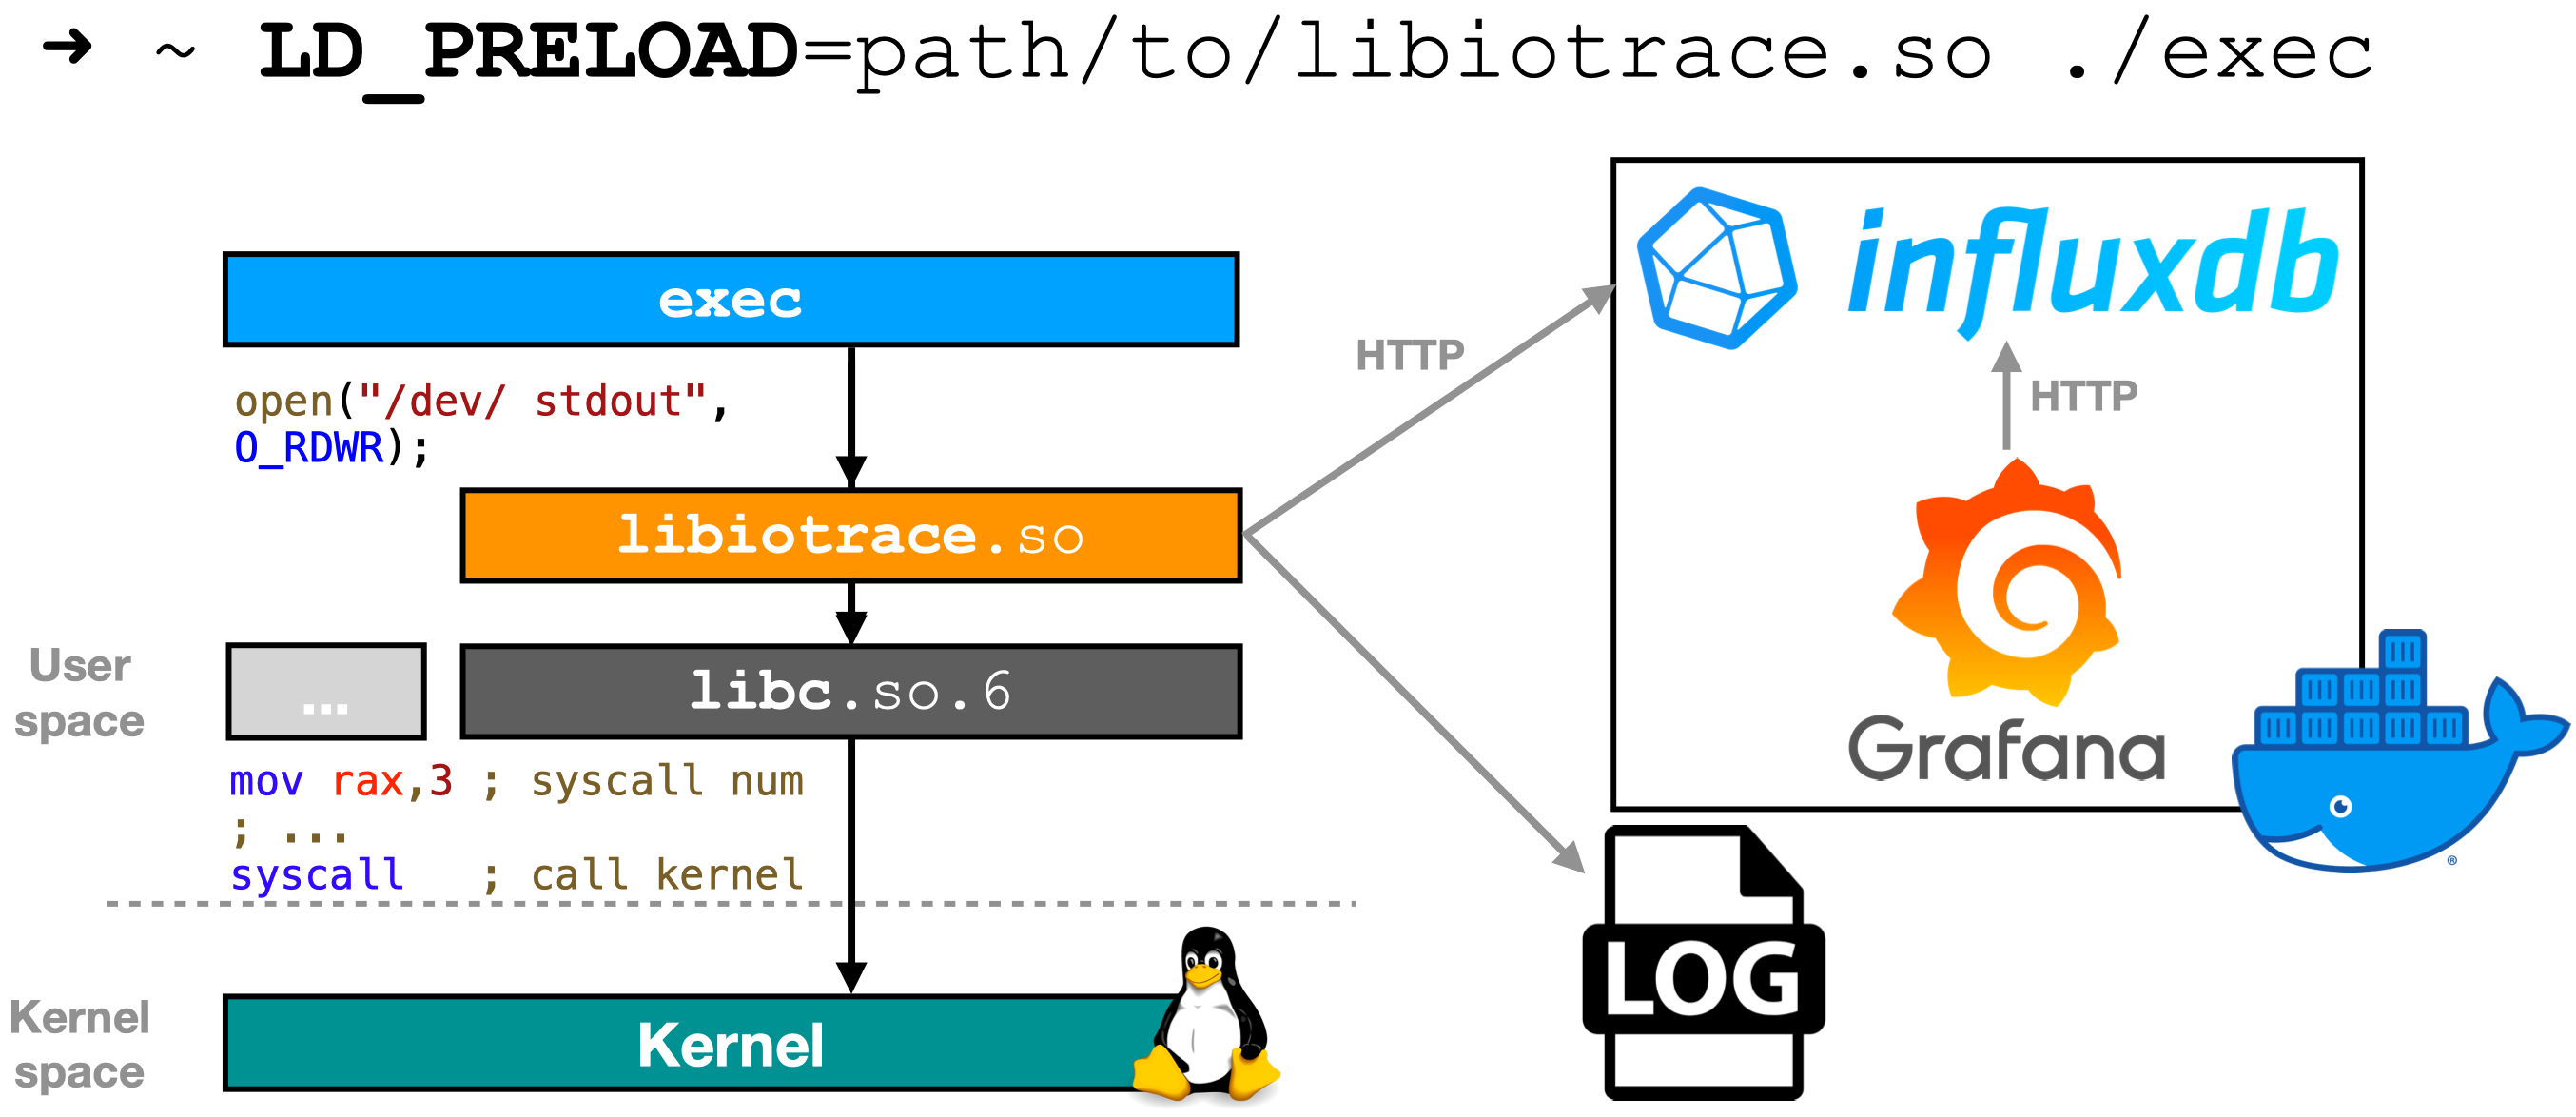 ➜ ~ LD_PRELOAD=path/to/libiotrace.so ./exec
influxdb
exec
HTTP
HTTP
open("/dev/ stdout",
O_RDWR);
libiotrace.so
User
space
...
libc.so.6
Grafana
mov rax,3 ; syscall num
; ...
syscall ; call kernel
®
LOG
Kernel
space
Kernel